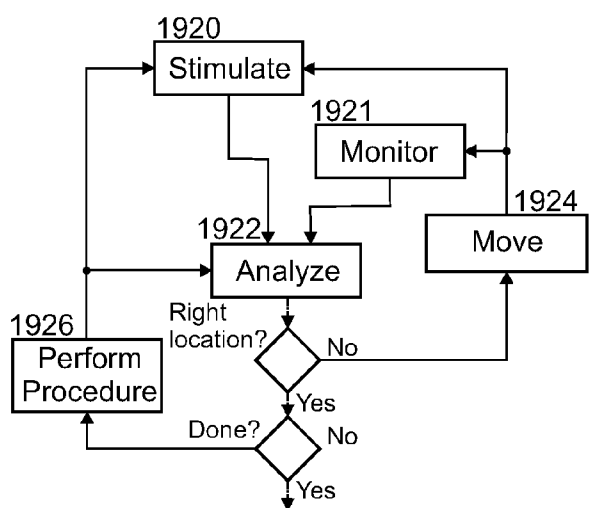 1920
Stimulate
1921
Monitor
1924
Move
1922
Analyze
Right
location?
No
1926
Perform
Procedure
Yes
Done?
No
Yes